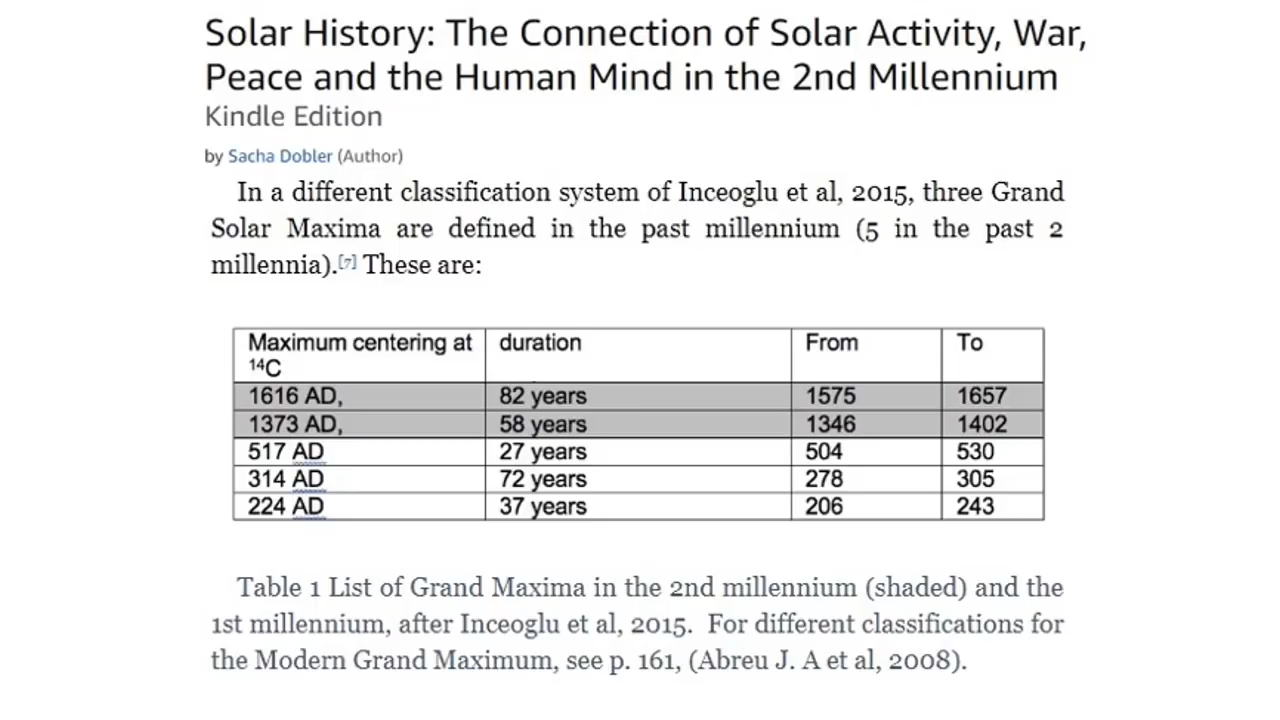 Solar History: The Connection of Solar Activity, War,
Peace and the Human Mind in the 2nd Millennium
Kindle Edition
by Sacha Dobler (Author)
In a different classification system of Inceoglu et al, 2015, three Grand
Solar Maxima are defined in the past millennium (5 in the past 2
millennia).[7] These are:
Maximum centering at duration From To
14C
1616 AD, 82 years 1575 1657
1373 AD, 58 years 1346 1402
517 AD 27 years 504 530
314 AD 72 years 278 305
224 AD 37 years 206 243
Table 1 List of Grand Maxima in the 2nd millennium (shaded) and the
1st millennium, after Inceoglu et al, 2015. For different classifications for
the Modern Grand Maximum, see p. 161, (Abreu J. A et al, 2008).